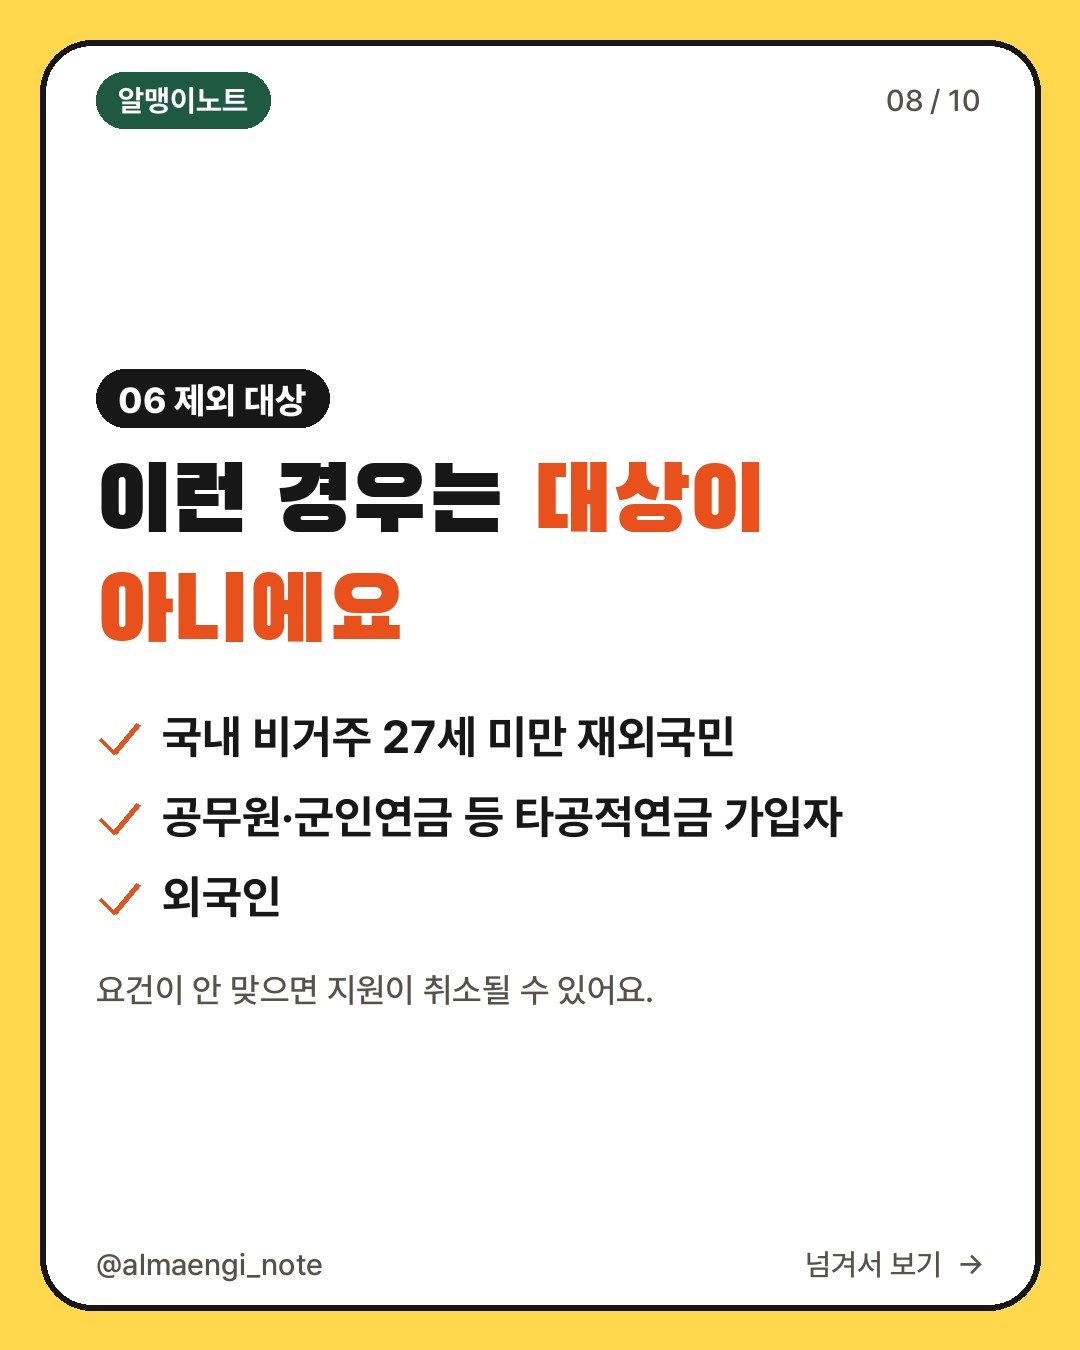 알맹이노트
08 / 10
06 제외 대상
이런 경우는 대상이
아니에요
국내 비거주 27세 미만 재외국민
공무원·군인연금 등 타공적연금 가입자
외국인
요건이 안 맞으면 지원이 취소될 수 있어요.
@almaengi_note
넘겨서 보기 →